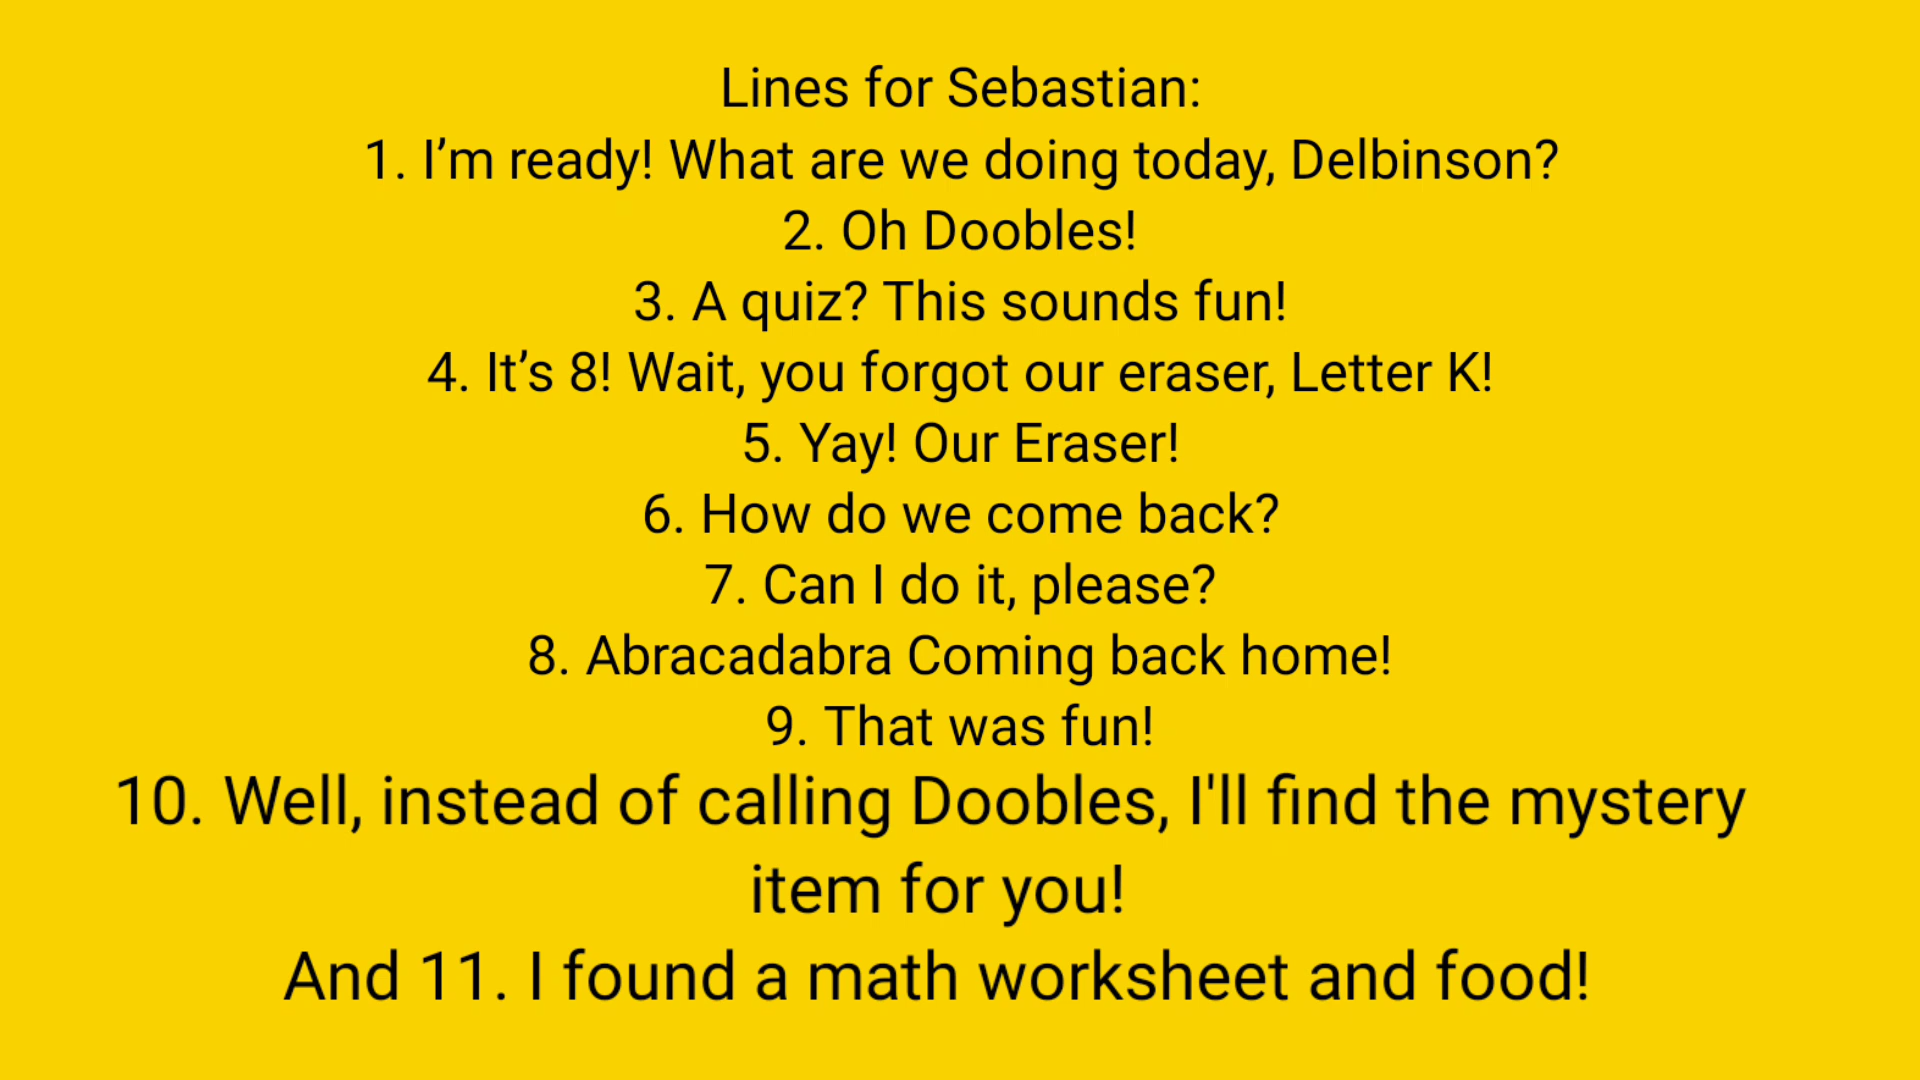 Lines for Sebastian:
1. I’m ready! What are we doing today, Delbinson?
2. Oh Doobles!
3. A quiz? This sounds fun!
4. It’s 8! Wait, you forgot our eraser, Letter K!
5. Yay! Our Eraser!
6. How do we come back?
7. Can I do it, please?
8. Abracadabra Coming back home!
9. That was fun!
10. Well, instead of calling Doobles, I'll find the mystery
item for you!
And 11. I found a math worksheet and food!